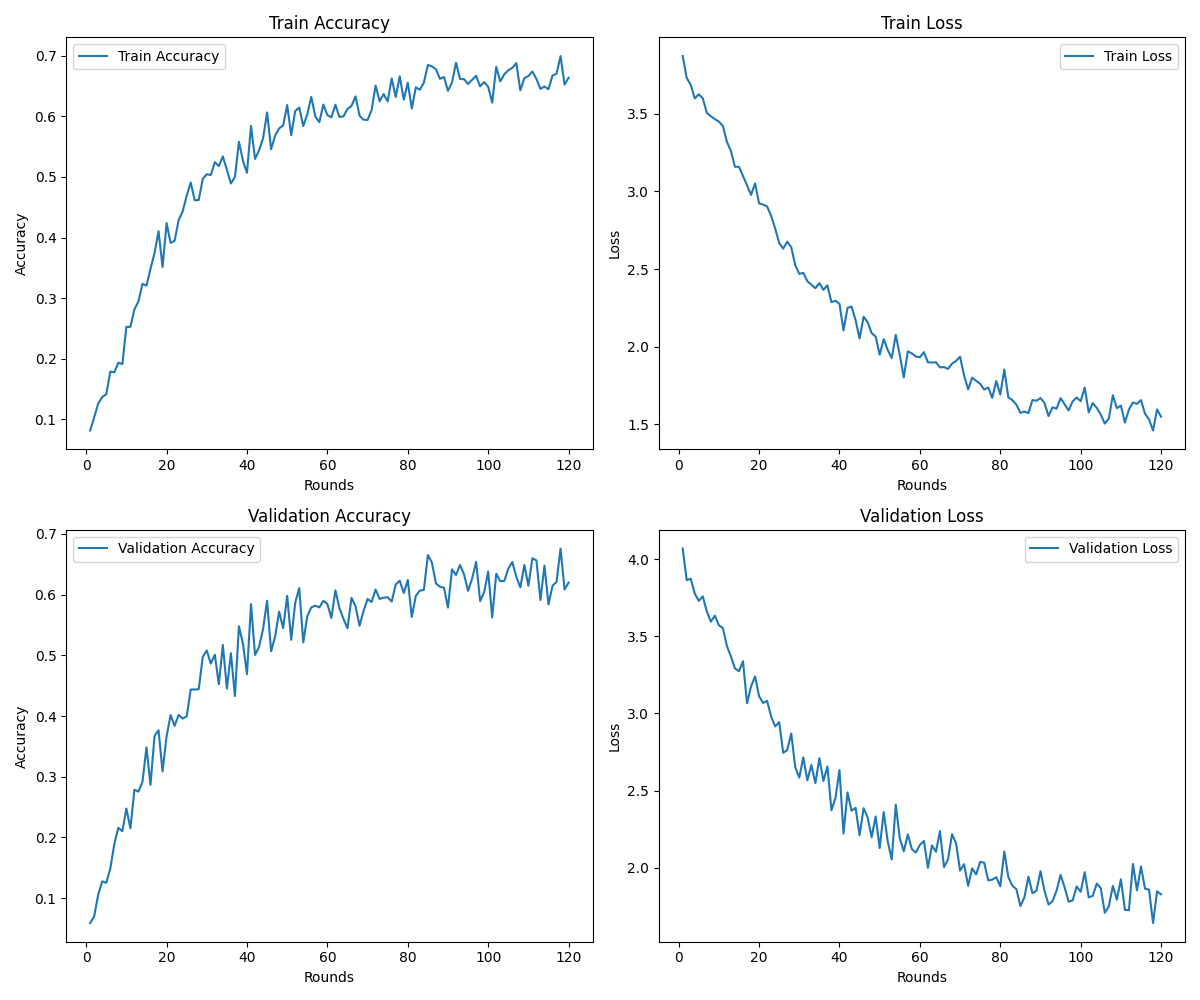 Train Accuracy
Train Accuracy
0.7
0.6
0.5
0.4
0.3
0.2
0.1
Accuracy
0 20 40 60 80 100 120
Rounds
Train Loss
Train Loss
3.5
3.0
2.5
2.0
1.5
Loss
0 20 40 60 80 100 120
Rounds
Validation Accuracy
Validation Accuracy
0.7
0.6
0.5
0.4
0.3
0.2
0.1
Accuracy
0 20 40 60 80 100 120
Rounds
Validation Loss
Validation Loss
4.0
3.5
3.0
2.5
2.0
Loss
0 20 40 60 80 100 120
Rounds